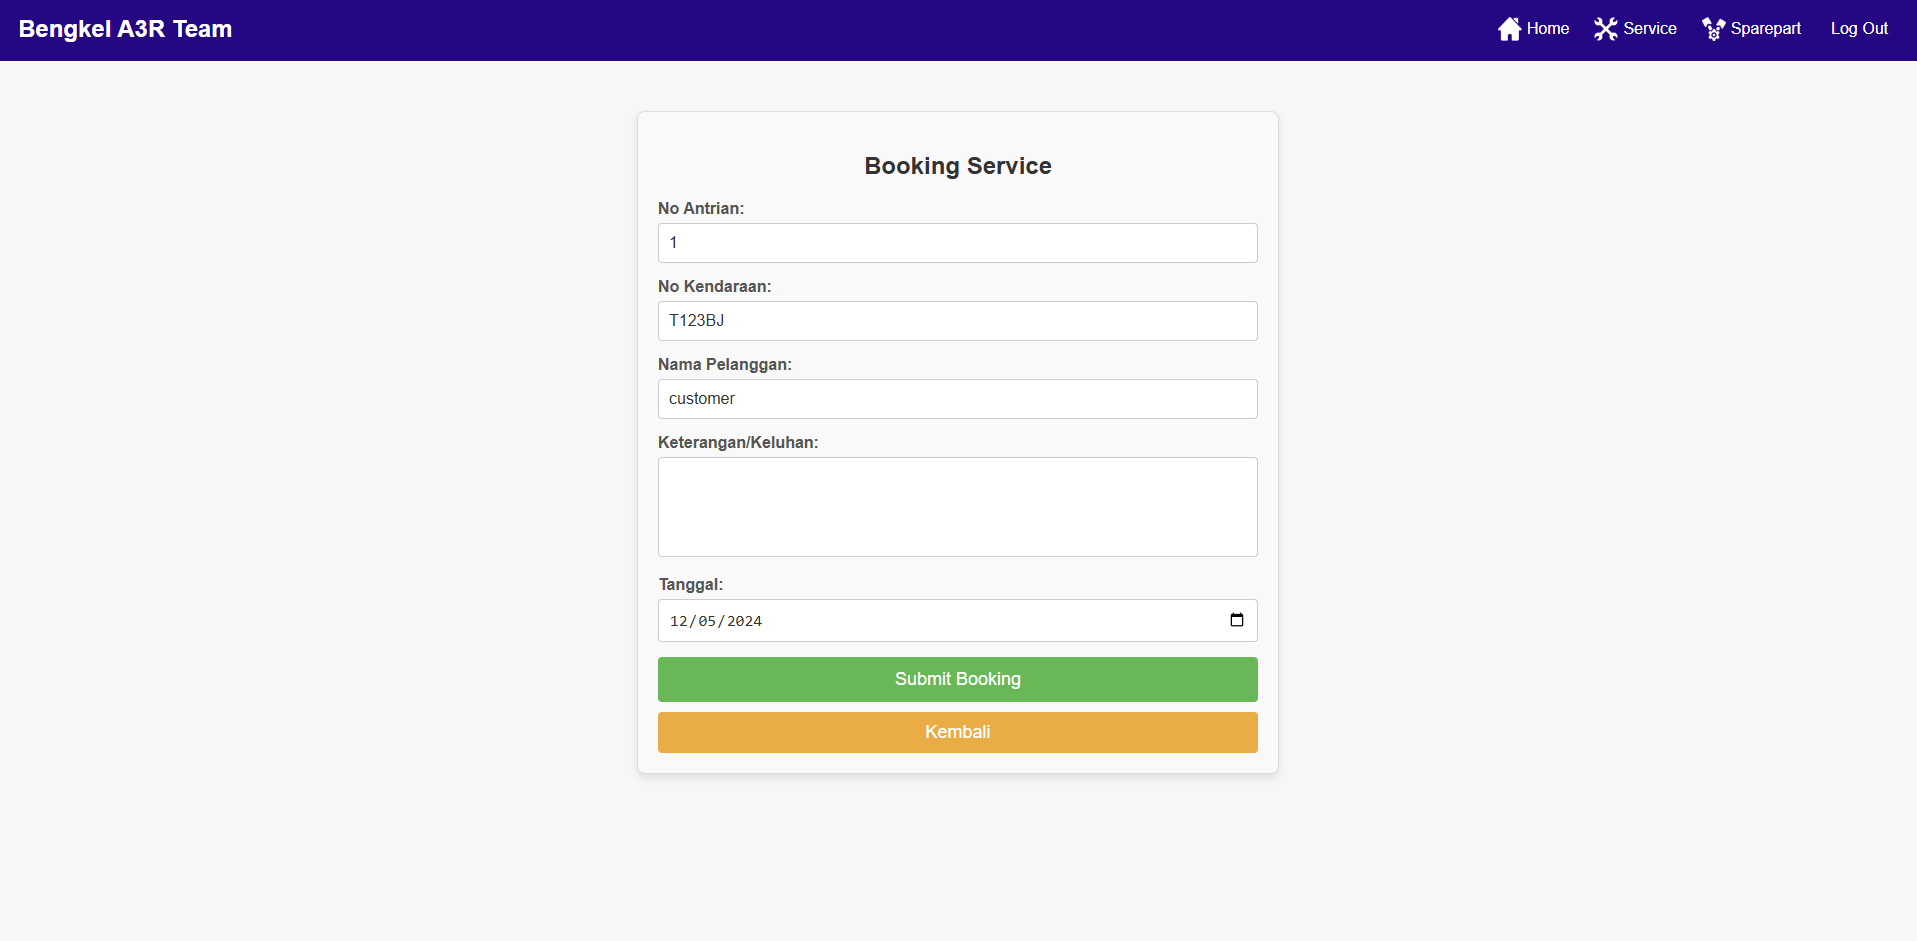 Bengkel A3R Team
Home Service Sparepart Log Out
Booking Service
No Antrian:
1
No Kendaraan:
T123BJ
Nama Pelanggan:
customer
Keterangan/Keluhan:
Tanggal:
12/05/2024
Submit Booking
Kembali